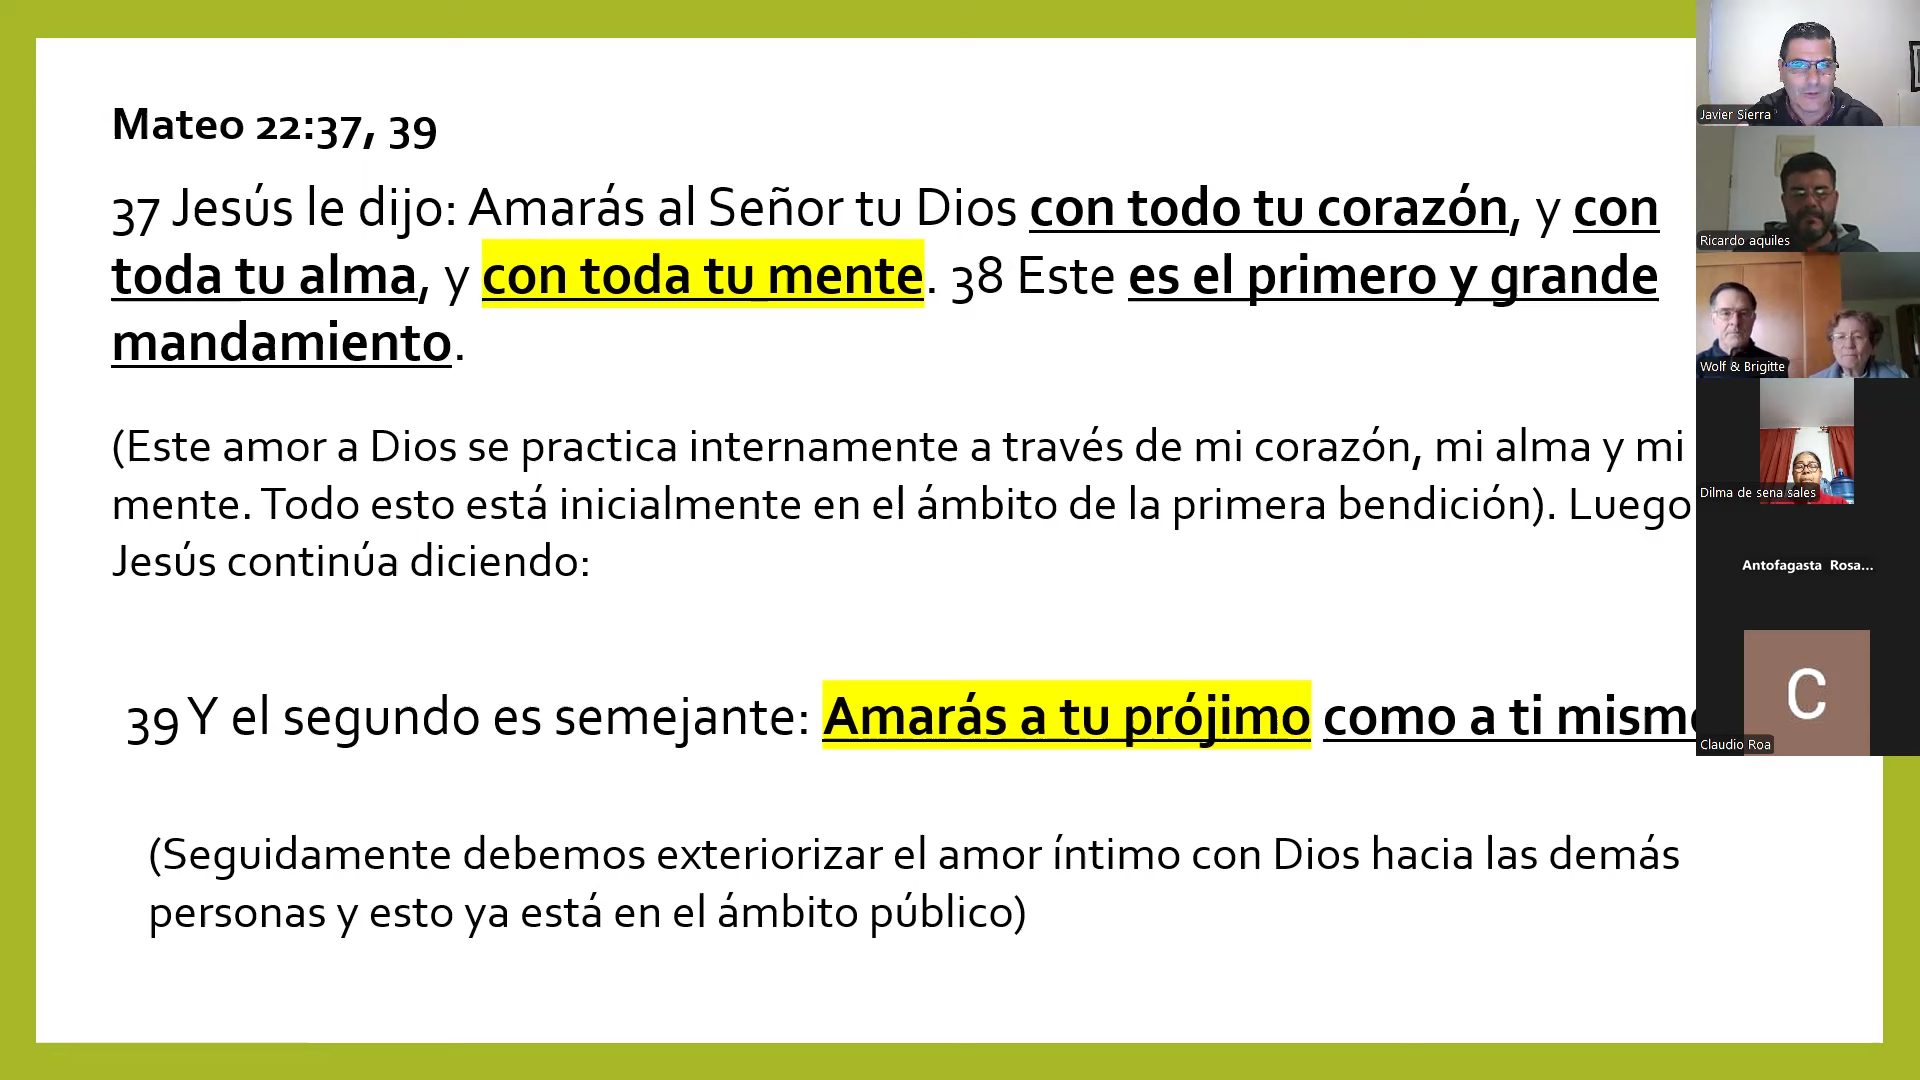 Mateo 22:37, 39
37 Jesús le dijo: Amarás al Señor tu Dios con todo tu corazón, y con
toda tu alma, y con toda tu mente. 38 Este es el primero y grande
mandamiento.
(Este amor a Dios se practica internamente a través de mi corazón, mi alma y mi
mente. Todo esto está inicialmente en el ámbito de la primera bendición). Luego
Jesús continúa diciendo:
39 Y el segundo es semejante: Amarás a tu prójimo como a ti mismo
(Seguidamente debemos exteriorizar el amor íntimo con Dios hacia las demás
personas y esto ya está en el ámbito público)
Javier Sierra
Ricardo aquiles
Wolf & Brigitte
Dilma de sena sales
Antofagasta Rosa...
C
Claudio Roa